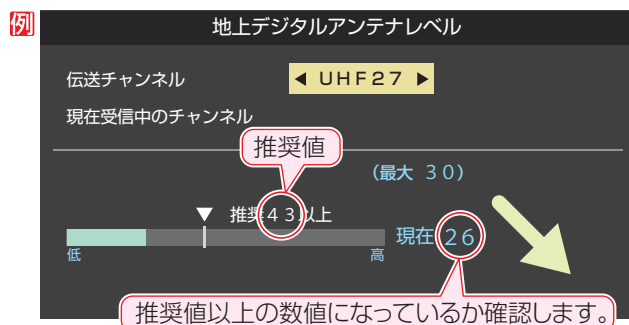 例
地上デジタルアンテナレベル
伝送チャンネル
◀ UHF27 ▶
現在受信中のチャンネル
推奨値
(最大 30)
▼ 推奨43以上
現在 26
低
高
推奨値以上の数値になっているか確認します。